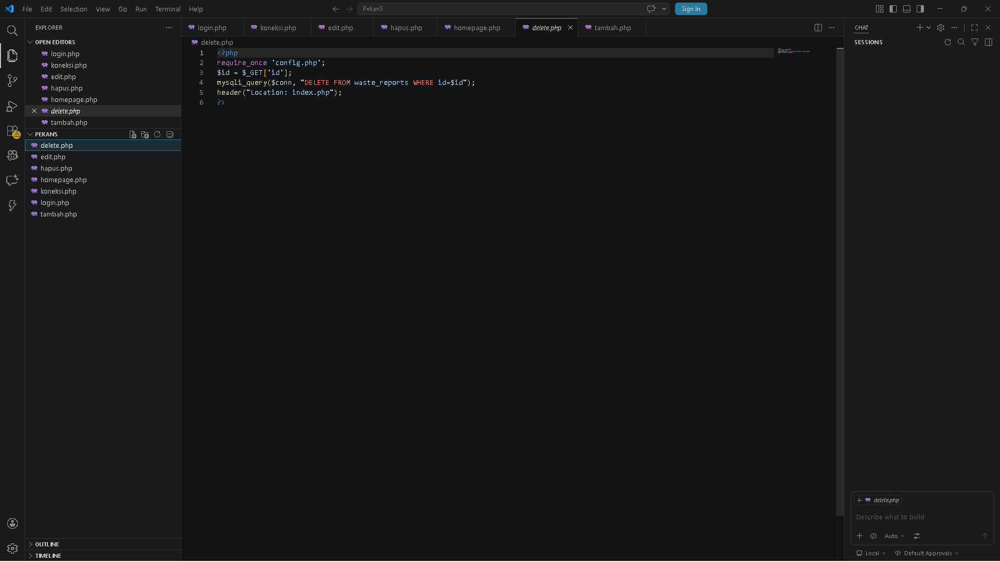 File Edit Selection View Go Run Terminal Help Pekan5 Sign In
EXPLORER
OPEN EDITORS
login.php
koneksi.php
edit.php
hapus.php
homepage.php
delete.php
tambah.php
PEKAN5
delete.php
edit.php
hapus.php
homepage.php
koneksi.php
login.php
tambah.php
OUTLINE
TIMELINE
login.php koneksi.php edit.php hapus.php homepage.php delete.php tambah.php
delete.php
1 <?php
2 require_once 'config.php';
3 $id = $_GET['id'];
4 mysqli_query($conn, "DELETE FROM waste_reports WHERE id=$id");
5 header("Location: index.php");
6 ?>
CHAT
SESSIONS
delete.php
Describe what to build
Auto
Local Default Approvals